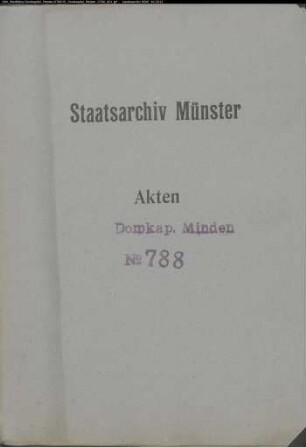 Staatsarchiv Münster
Akten
Domkap. Minden
№ 788